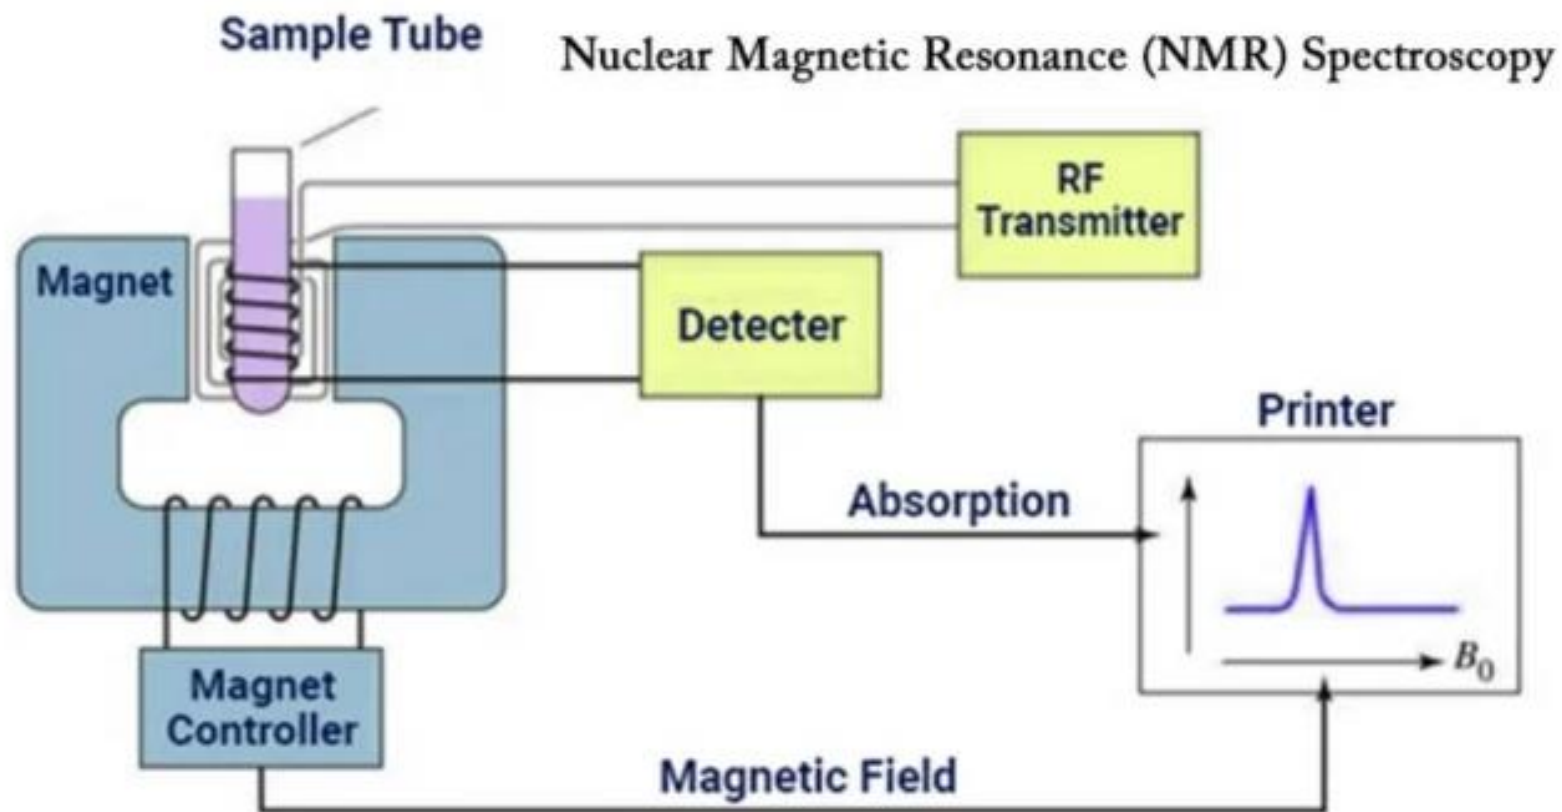 Sample Tube
Nuclear Magnetic Resonance (NMR) Spectroscopy
RF
Transmitter
Magnet
Detecter
Printer
Absorption
B₀
Magnet
Controller
Magnetic Field